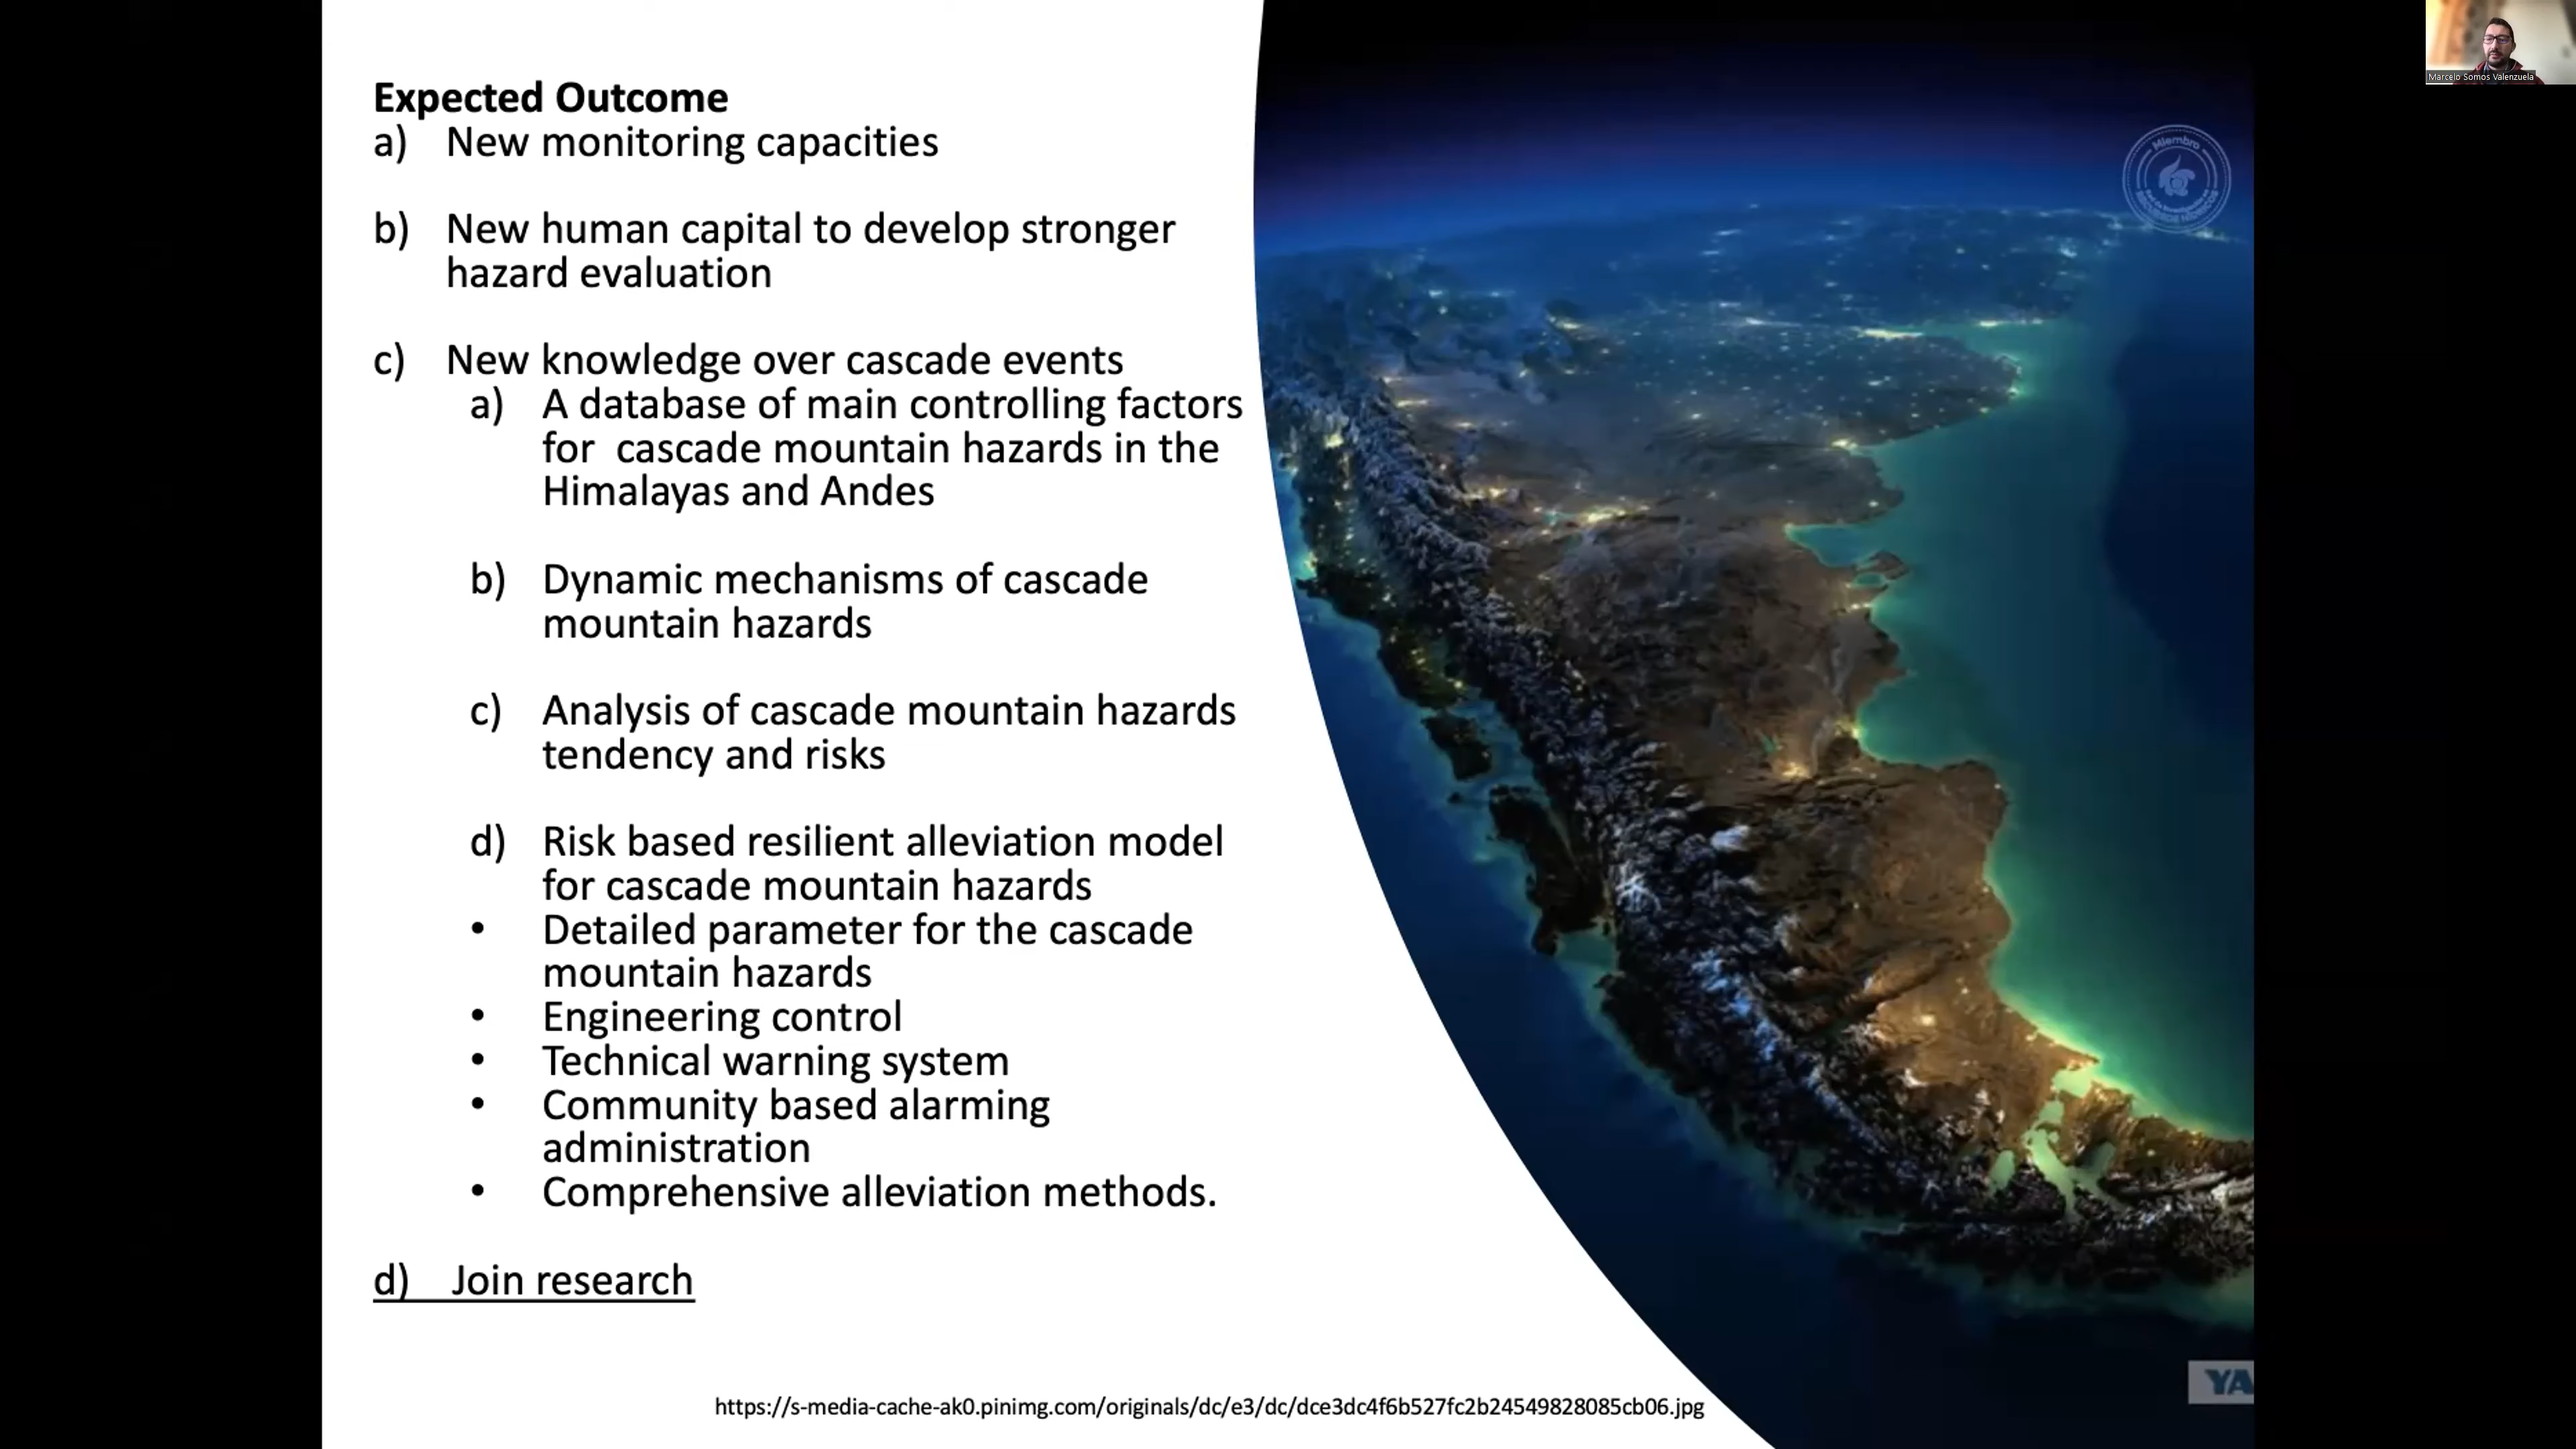 Marcelo Somos Valenzuela
Expected Outcome
a) New monitoring capacities
b) New human capital to develop stronger
hazard evaluation
c) New knowledge over cascade events
a) A database of main controlling factors
for cascade mountain hazards in the
Himalayas and Andes
b) Dynamic mechanisms of cascade
mountain hazards
c) Analysis of cascade mountain hazards
tendency and risks
d) Risk based resilient alleviation model
for cascade mountain hazards
• Detailed parameter for the cascade
mountain hazards
• Engineering control
• Technical warning system
• Community based alarming
administration
• Comprehensive alleviation methods.
d) Join research
https://s-media-cache-ak0.pinimg.com/originals/dc/e3/dc/dce3dc4f6b527fc2b24549828085cb06.jpg
Miembro
YA